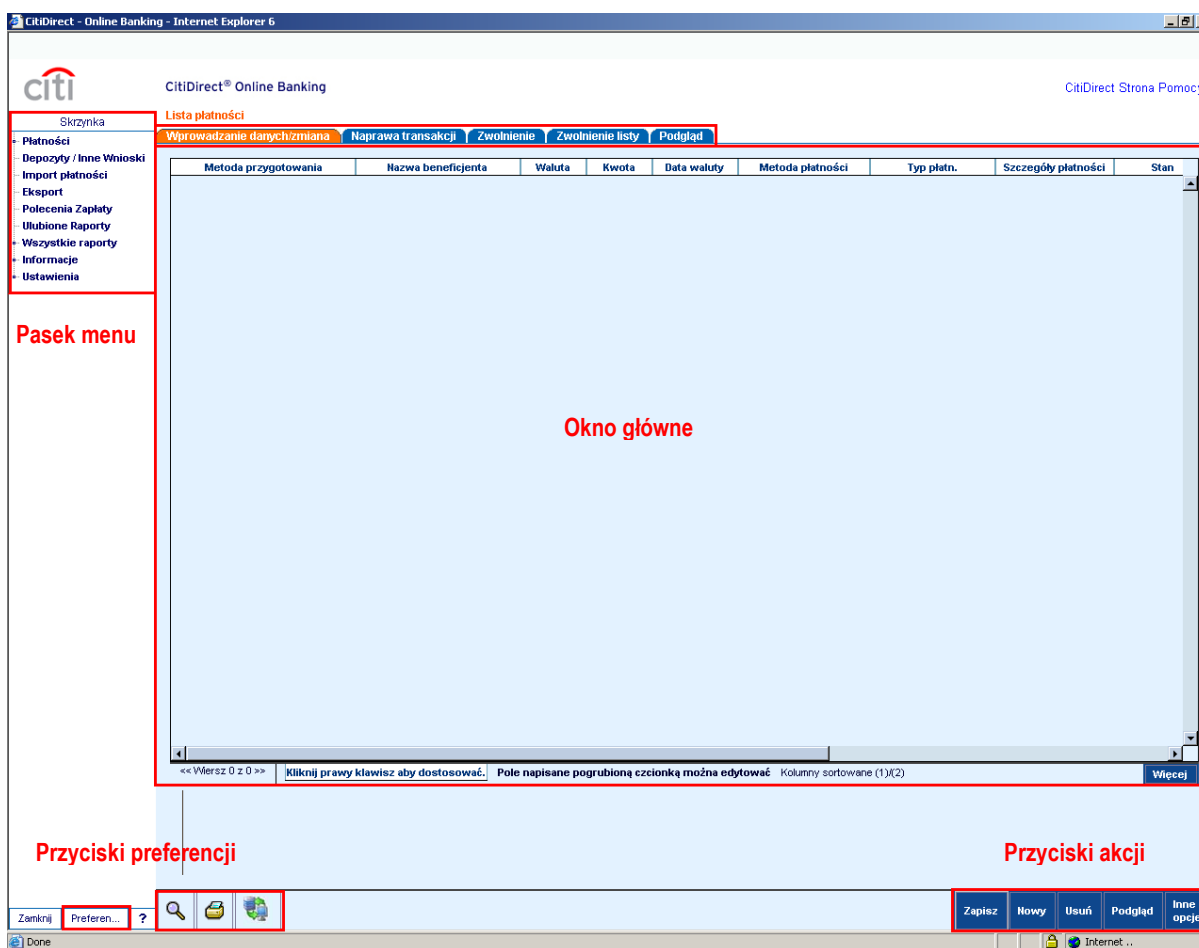 CitiDirect - Online Banking - Internet Explorer 6
citi
CitiDirect® Online Banking
CitiDirect Strona Pomocy
Skrzynka
Płatności
Depozyty / Inne Wnioski
Import płatności
Eksport
Polecenia Zapłaty
Ulubione Raporty
Wszystkie raporty
Informacje
Ustawienia
Pasek menu
Lista płatności
Wprowadzanie danych/zmiana Naprawa transakcji Zwolnienie Zwolnienie listy Podgląd
Metoda przygotowania Nazwa beneficjenta Waluta Kwota Data waluty Metoda płatności Typ płatn. Szczegóły płatności Stan
Okno główne
<< Wiersz 0 z 0 >> Kliknij prawy klawisz aby dostosować. Pole napisane pogrubioną czcionką można edytować Kolumny sortowane (1)/(2) Więcej
Przyciski preferencji
Przyciski akcji
Zamknij Preferen... ?
Zapisz Nowy Usuń Podgląd Inne opcje
Done
Internet ..